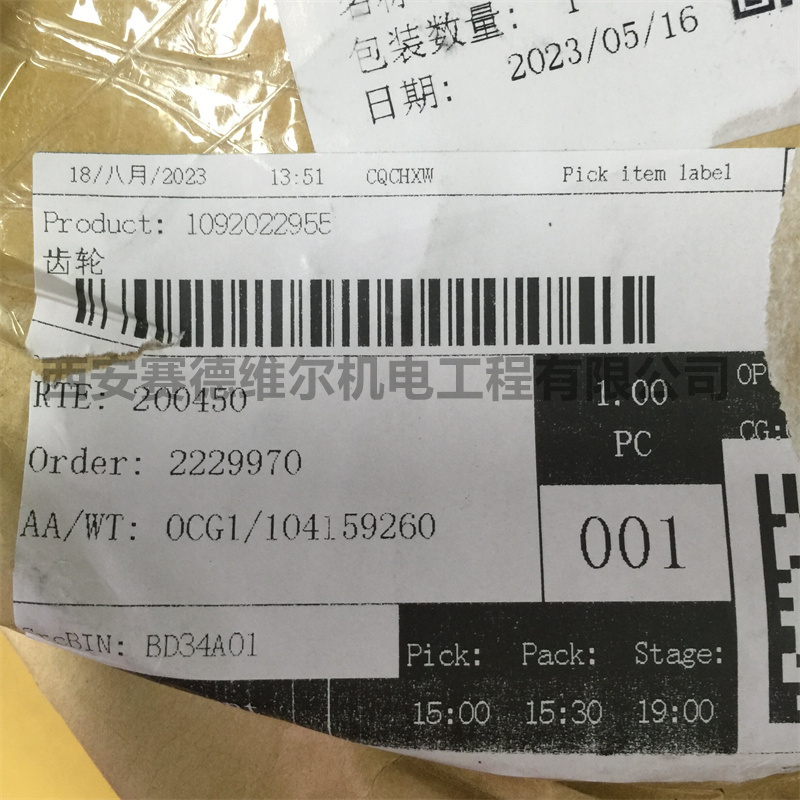 包装数量: 1
日期: 2023/05/16
18/八月/2023 13:51 CQCHXW Pick item label
Product: 1092022955
齿轮
西安赛德维尔机电工程有限公司
RTE: 200450
1.00
PC
OP
CG:
Order: 2229970
AA/WT: OCG1/104159260
001
BIN: BD34A01
Pick: Pack: Stage:
15:00 15:30 19:00